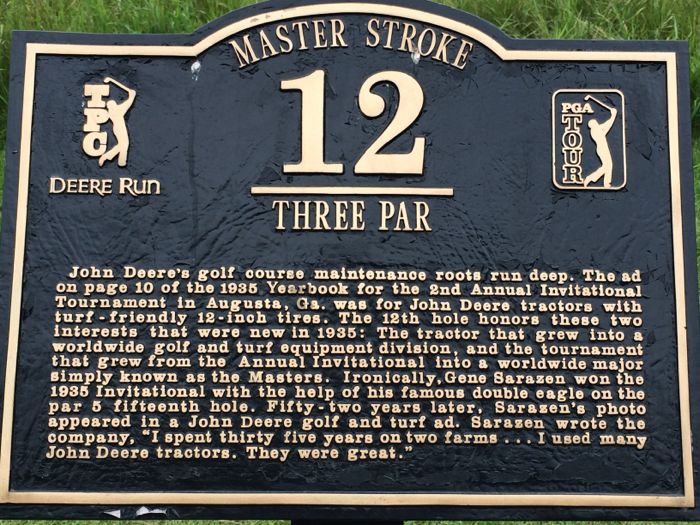 MASTER STROKE
12
THREE PAR
TPC
DEERE RUN
PGA
TOUR
John Deere's golf course maintenance roots run deep. The ad
on page 10 of the 1935 Yearbook for the 2nd Annual Invitational
Tournament in Augusta, Ga. was for John Deere tractors with
turf-friendly 12-inch tires. The 12th hole honors these two
interests that were new in 1935: The tractor that grew into a
worldwide golf and turf equipment division, and the tournament
that grew from the Annual Invitational into a worldwide major
simply known as the Masters. Ironically, Gene Sarazen won the
1935 Invitational with the help of his famous double eagle on the
par 5 fifteenth hole. Fifty-two years later, Sarazen's photo
appeared in a John Deere golf and turf ad. Sarazen wrote the
company, "I spent thirty five years on two farms ... I used many
John Deere tractors. They were great."